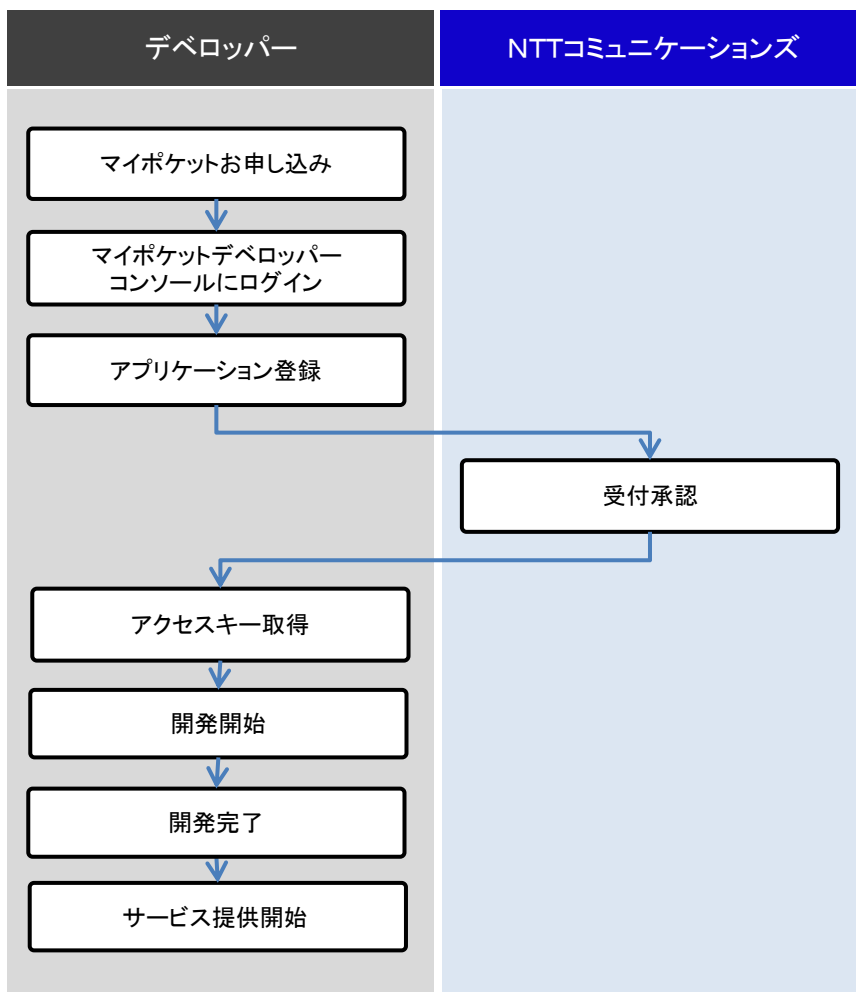 デベロッパー
NTTコミュニケーションズ
マイポケットお申し込み
マイポケットデベロッパー
コンソールにログイン
アプリケーション登録
受付承認
アクセスキー取得
開発開始
開発完了
サービス提供開始